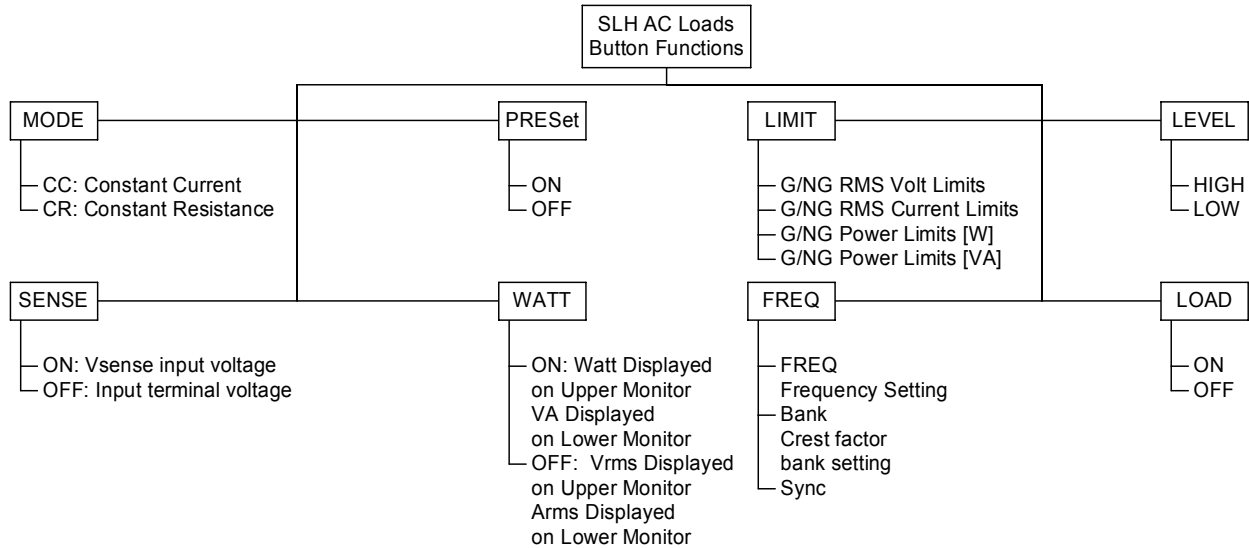 SLH AC Loads
Button Functions
MODE
CC: Constant Current
CR: Constant Resistance
PRESet
ON
OFF
LIMIT
G/NG RMS Volt Limits
G/NG RMS Current Limits
G/NG Power Limits [W]
G/NG Power Limits [VA]
LEVEL
HIGH
LOW
SENSE
ON: Vsense input voltage
OFF: Input terminal voltage
WATT
ON: Watt Displayed
on Upper Monitor
VA Displayed
on Lower Monitor
OFF: Vrms Displayed
on Upper Monitor
Arms Displayed
on Lower Monitor
FREQ
FREQ
Frequency Setting
Bank
Crest factor
bank setting
Sync
LOAD
ON
OFF